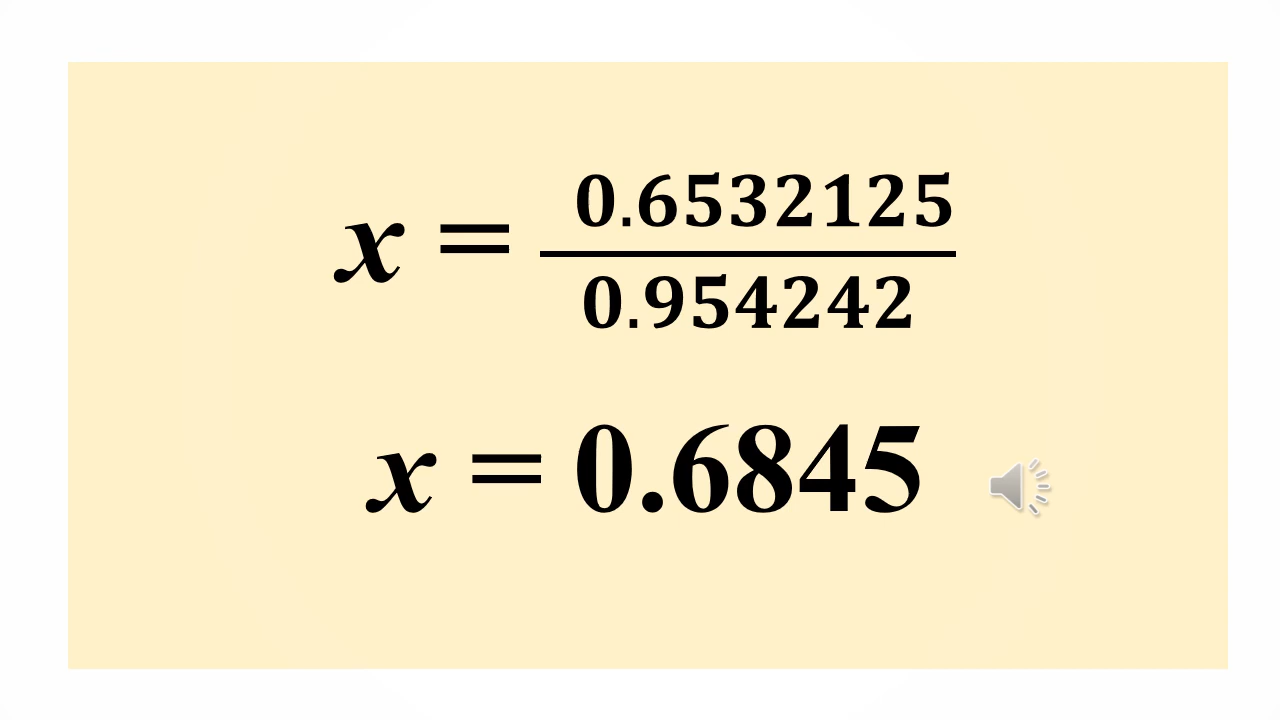 x = 0.6532125 / 0.954242
x = 0.6845